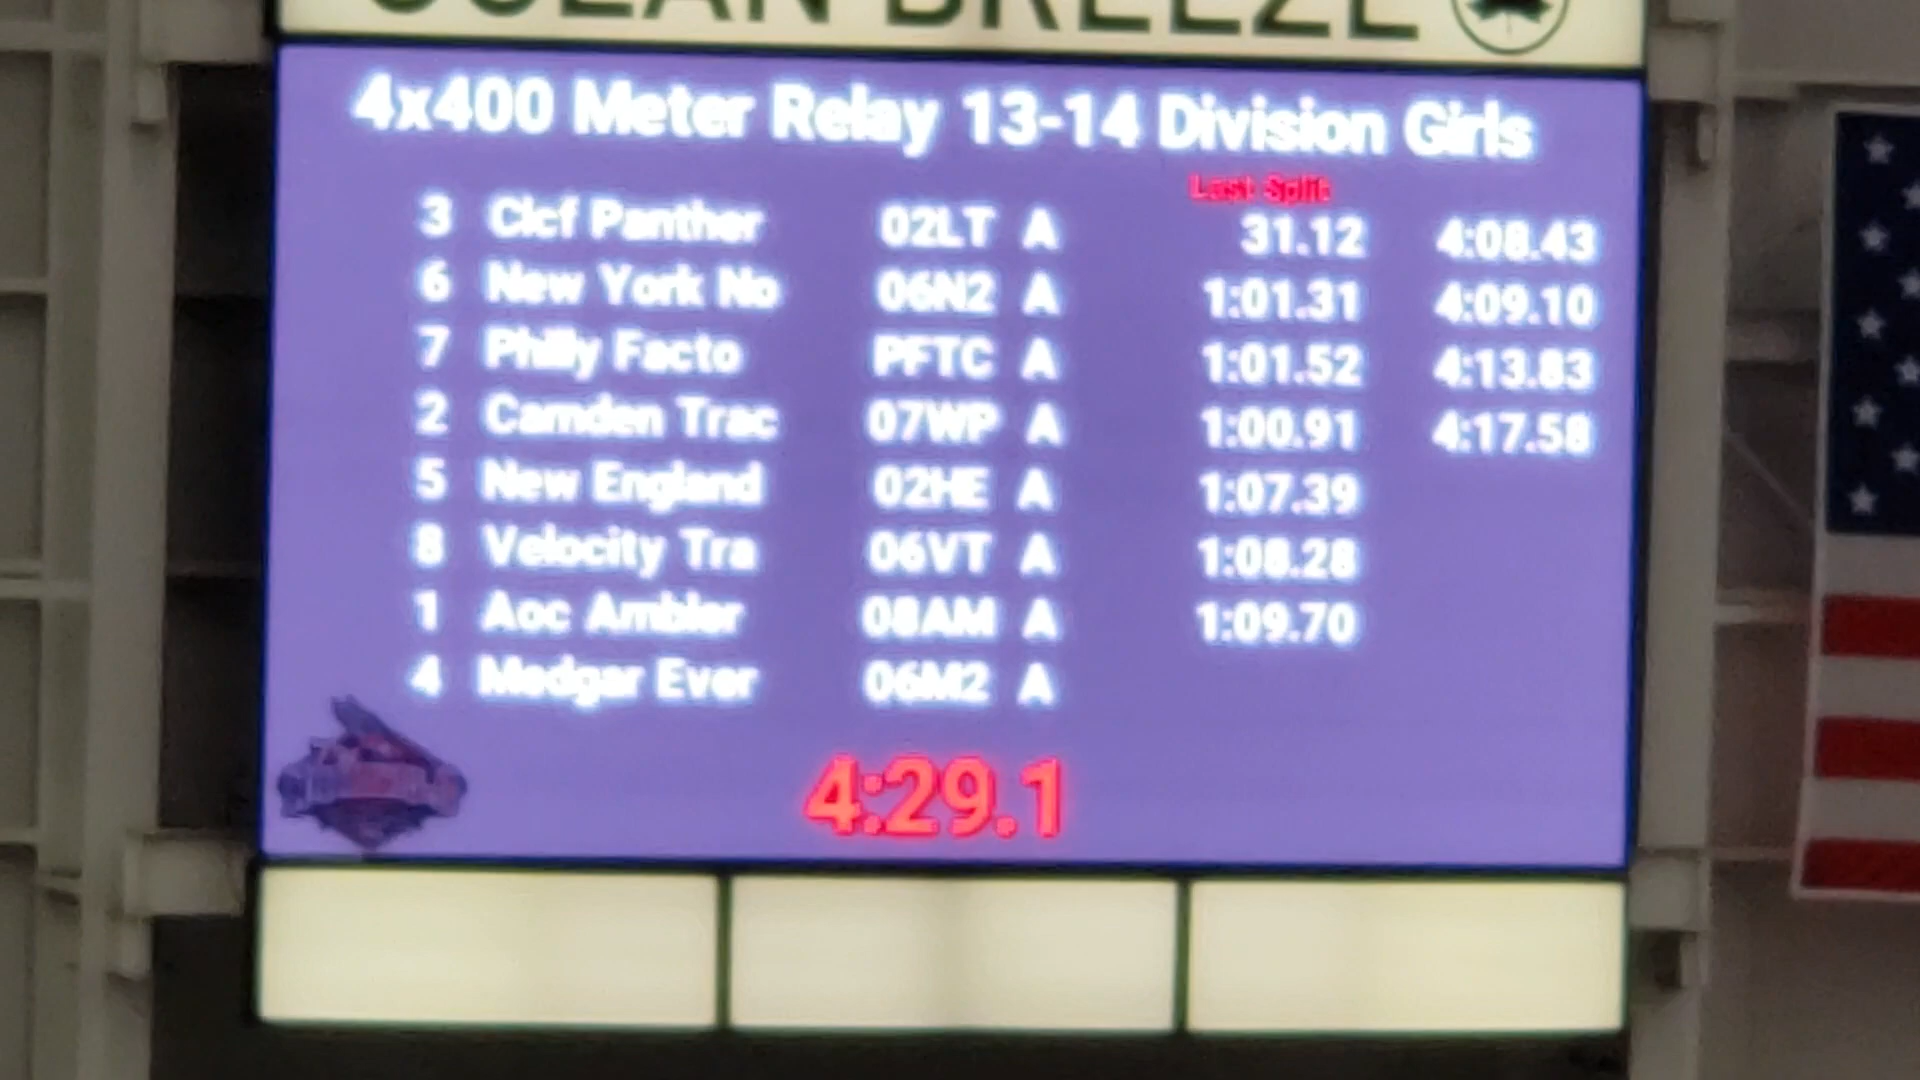 OCEAN BREEZE
4x400 Meter Relay 13-14 Division Girls
Last Split
3 Clcf Panther 02LT A 31.12 4:08.43
6 New York No 06N2 A 1:01.31 4:09.10
7 Philly Facto PFTC A 1:01.52 4:13.83
2 Camden Trac 07WP A 1:00.91 4:17.58
5 New England 02HE A 1:07.39
8 Velocity Tra 06VT A 1:08.28
1 Aoc Ambler 08AM A 1:09.70
4 Medgar Ever 06M2 A
4:29.1